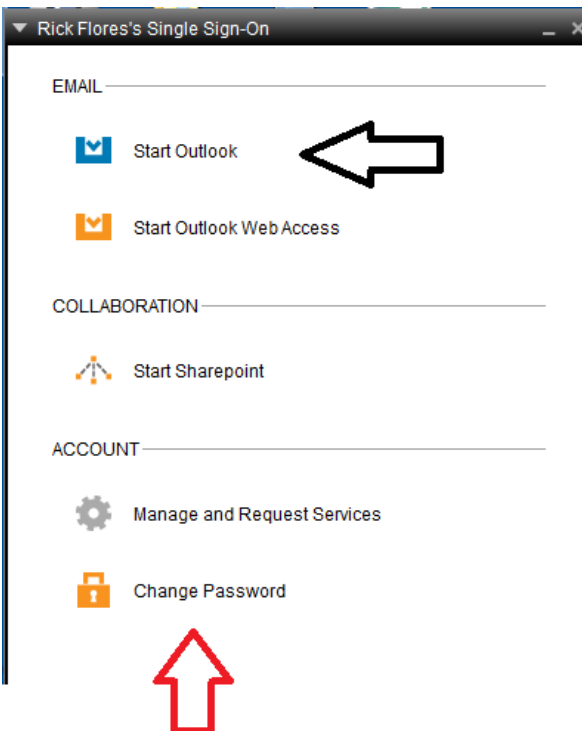 Rick Flores's Single Sign-On
EMAIL
Start Outlook
Start Outlook Web Access
COLLABORATION
Start Sharepoint
ACCOUNT
Manage and Request Services
Change Password